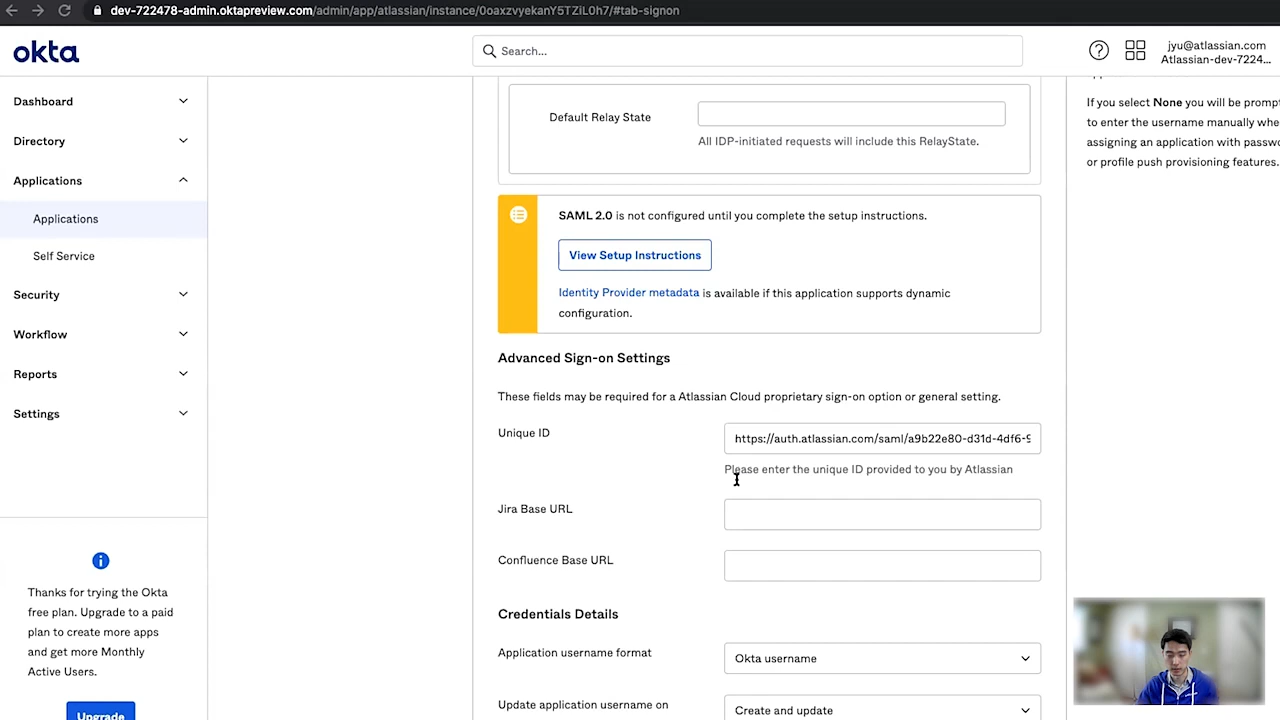 dev-722478-admin.oktapreview.com/admin/app/atlassian/instance/0oaxzvyekanY5TZiL0h7/#tab-signon
okta
Search...
jyu@atlassian.com
Atlassian-dev-7224...
Dashboard
Directory
Applications
Applications
Self Service
Security
Workflow
Reports
Settings
Thanks for trying the Okta
free plan. Upgrade to a paid
plan to create more apps
and get more Monthly
Active Users.
Upgrade
Default Relay State
All IDP-initiated requests will include this RelayState.
SAML 2.0 is not configured until you complete the setup instructions.
View Setup Instructions
Identity Provider metadata is available if this application supports dynamic
configuration.
Advanced Sign-on Settings
These fields may be required for a Atlassian Cloud proprietary sign-on option or general setting.
Unique ID
https://auth.atlassian.com/saml/a9b22e80-d31d-4df6-9
Please enter the unique ID provided to you by Atlassian
Jira Base URL
Confluence Base URL
Credentials Details
Application username format
Okta username
Update application username on
Create and update
If you select None you will be prompt
to enter the username manually whe
assigning an application with passwo
or profile push provisioning features.